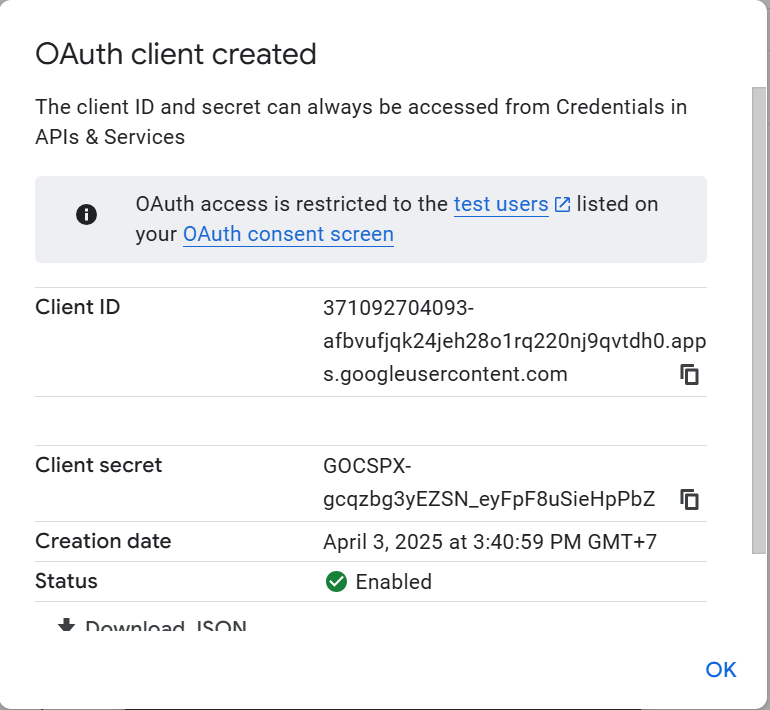 OAuth client created
The client ID and secret can always be accessed from Credentials in
APIs & Services
OAuth access is restricted to the test users listed on
your OAuth consent screen
Client ID
371092704093-
afbvufjqk24jeh28o1rq220nj9qvtdh0.app
s.googleusercontent.com
Client secret
GOCSPX-
gcqzbg3yEZSN_eyFpF8uSieHpPbZ
Creation date
April 3, 2025 at 3:40:59 PM GMT+7
Status
Enabled
Download JSON
OK